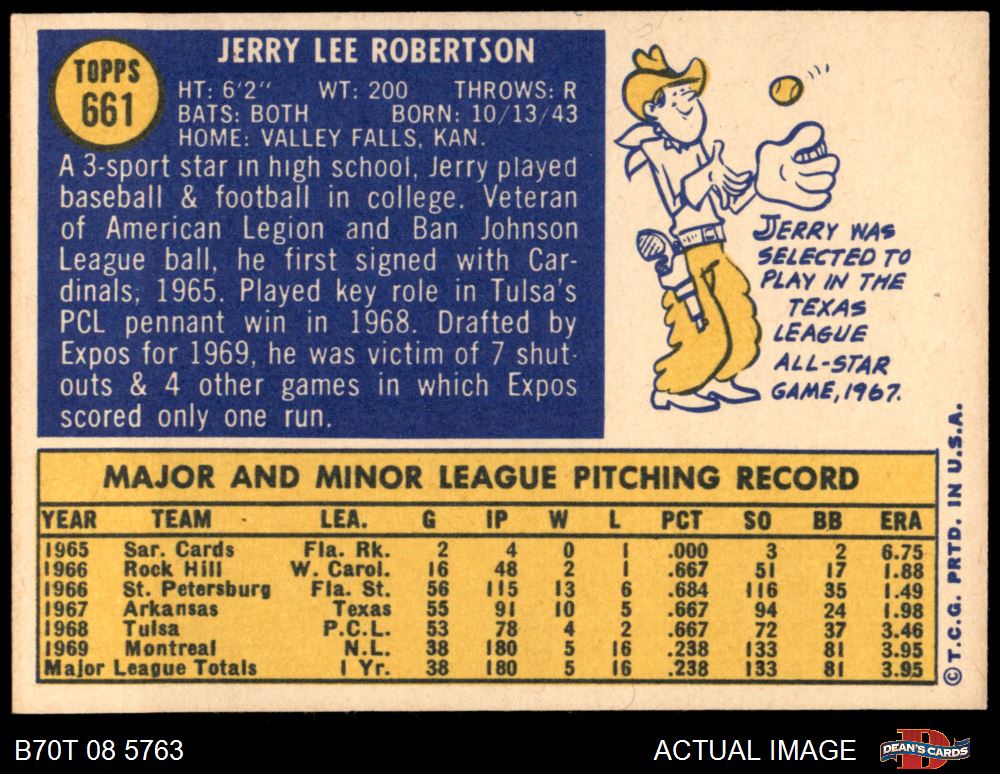 TOPPS
661
JERRY LEE ROBERTSON
HT: 6'2" WT: 200 THROWS: R
BATS: BOTH BORN: 10/13/43
HOME: VALLEY FALLS, KAN.
A 3-sport star in high school, Jerry played
baseball & football in college. Veteran
of American Legion and Ban Johnson
League ball, he first signed with Car-
dinals, 1965. Played key role in Tulsa's
PCL pennant win in 1968. Drafted by
Expos for 1969, he was victim of 7 shut-
outs & 4 other games in which Expos
scored only one run.
JERRY WAS
SELECTED TO
PLAY IN THE
TEXAS
LEAGUE
ALL-STAR
GAME, 1967.
MAJOR AND MINOR LEAGUE PITCHING RECORD
YEAR TEAM LEA. G IP W L PCT SO BB ERA
1965 Sar. Cards Fla. Rk. 2 4 0 1 .000 3 2 6.75
1966 Rock Hill W. Carol. 16 48 2 1 .667 51 17 1.88
1966 St. Petersburg Fla. St. 56 115 13 6 .684 116 35 1.49
1967 Arkansas Texas 55 91 10 5 .667 94 24 1.98
1968 Tulsa P.C.L. 53 78 4 2 .667 72 37 3.46
1969 Montreal N.L. 38 180 5 16 .238 133 81 3.95
Major League Totals 1 Yr. 38 180 5 16 .238 133 81 3.95
© T.C.G. PRTD. IN U.S.A.
B70T 08 5763
ACTUAL IMAGE
DEAN'S CARDS